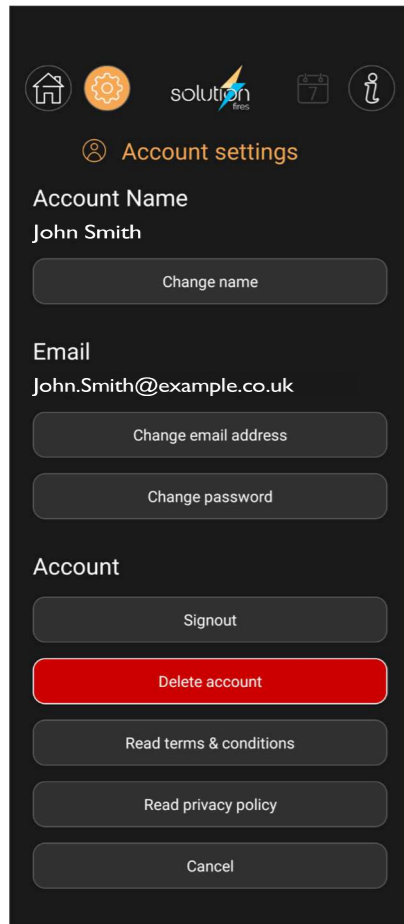 solution
fires
7
i
Account settings
Account Name
John Smith
Change name
Email
John.Smith@example.co.uk
Change email address
Change password
Account
Signout
Delete account
Read terms & conditions
Read privacy policy
Cancel